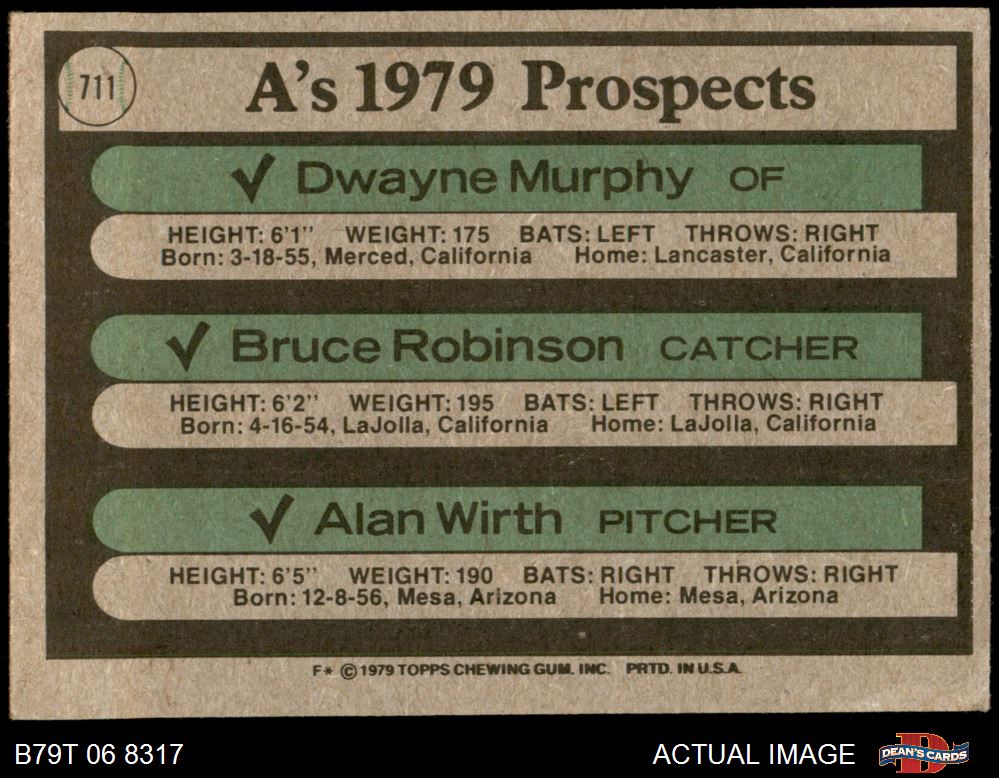 711
A's 1979 Prospects
✓ Dwayne Murphy OF
HEIGHT: 6'1" WEIGHT: 175 BATS: LEFT THROWS: RIGHT
Born: 3-18-55, Merced, California Home: Lancaster, California
✓ Bruce Robinson CATCHER
HEIGHT: 6'2" WEIGHT: 195 BATS: LEFT THROWS: RIGHT
Born: 4-16-54, LaJolla, California Home: LaJolla, California
✓ Alan Wirth PITCHER
HEIGHT: 6'5" WEIGHT: 190 BATS: RIGHT THROWS: RIGHT
Born: 12-8-56, Mesa, Arizona Home: Mesa, Arizona
F* © 1979 TOPPS CHEWING GUM. INC. PRTD. IN U.S.A.
B79T 06 8317 ACTUAL IMAGE D DEAN'S CARDS